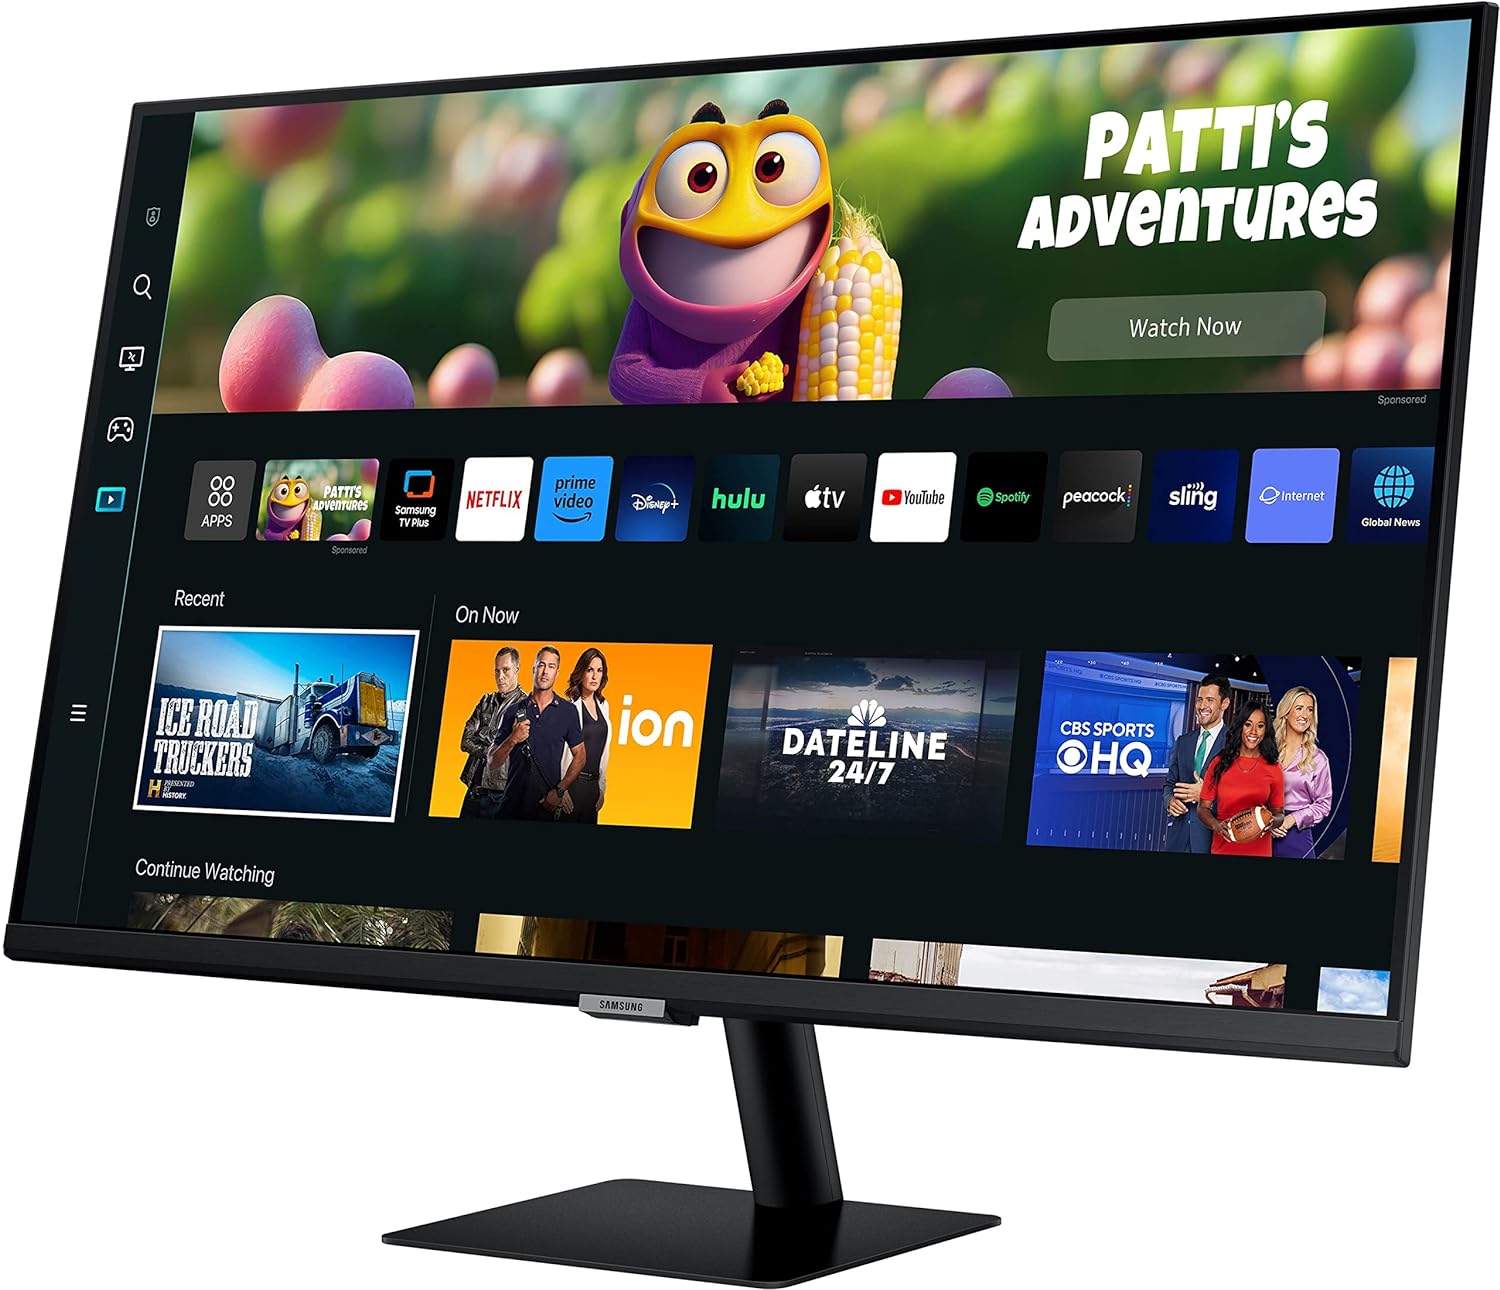 PATTI'S
ADVENTURES
Watch Now
Sponsored
APPS
PATTI'S
ADVENTURES
Sponsored
SAMSUNG
TV Plus
NETFLIX
prime
video
Disney+
hulu
tv
YouTube
Spotify
peacock
sling
Internet
Global News
Recent
On Now
ICE ROAD
TRUCKERS
H PRESENTED
BY
HISTORY.
ion
DATELINE
24/7
CBS SPORTS
HQ
Continue Watching
SAMSUNG